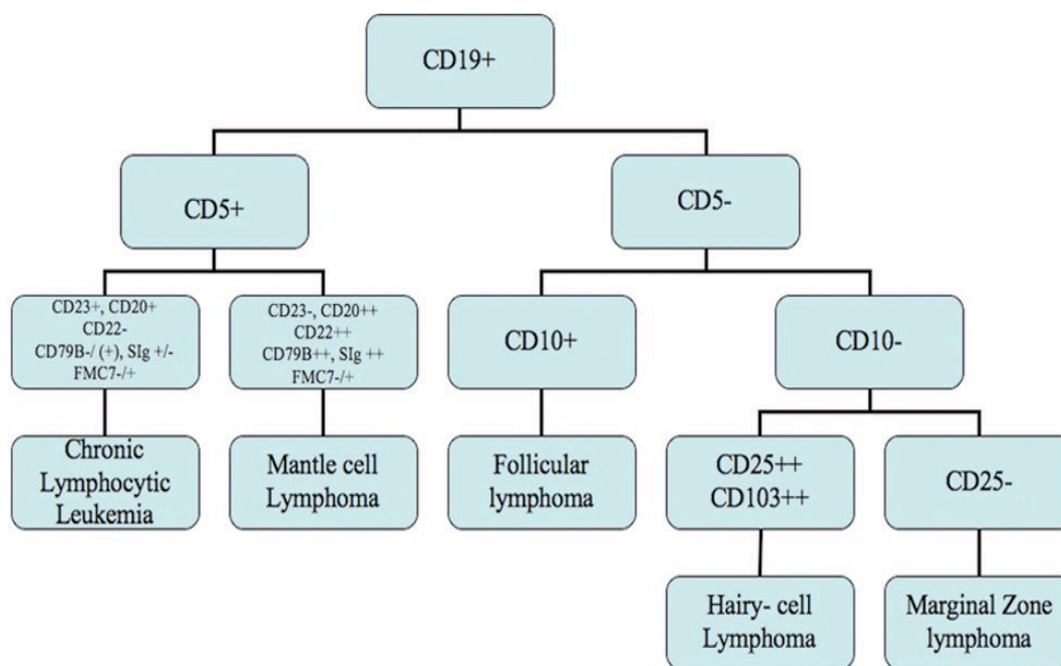 CD19+
CD5+
CD5-
CD23+, CD20+
CD22-
CD79B-/ (+), SIg +/-
FMC7-/+
CD23-, CD20++
CD22++
CD79B++, SIg ++
FMC7-/+
CD10+
CD10-
Chronic
Lymphocytic
Leukemia
Mantle cell
Lymphoma
Follicular
lymphoma
CD25++
CD103++
CD25-
Hairy- cell
Lymphoma
Marginal Zone
lymphoma